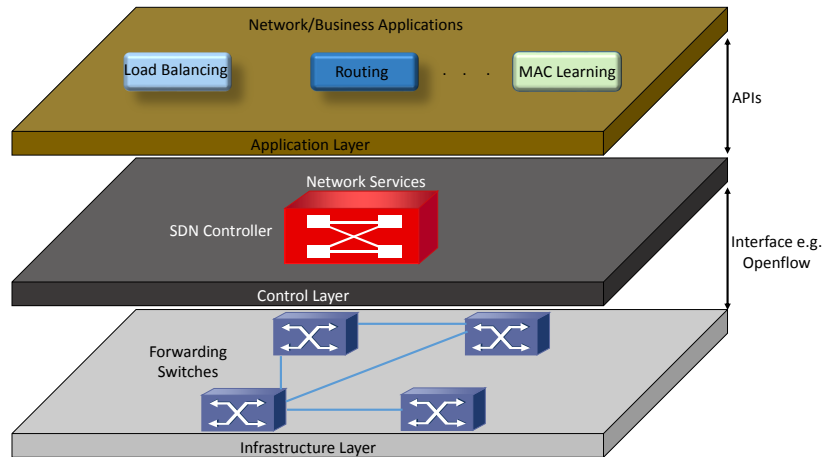 Network/Business Applications
Load Balancing
Routing
. . .
MAC Learning
APIs
Application Layer
Network Services
SDN Controller
Interface e.g.
Openflow
Control Layer
Forwarding
Switches
Infrastructure Layer